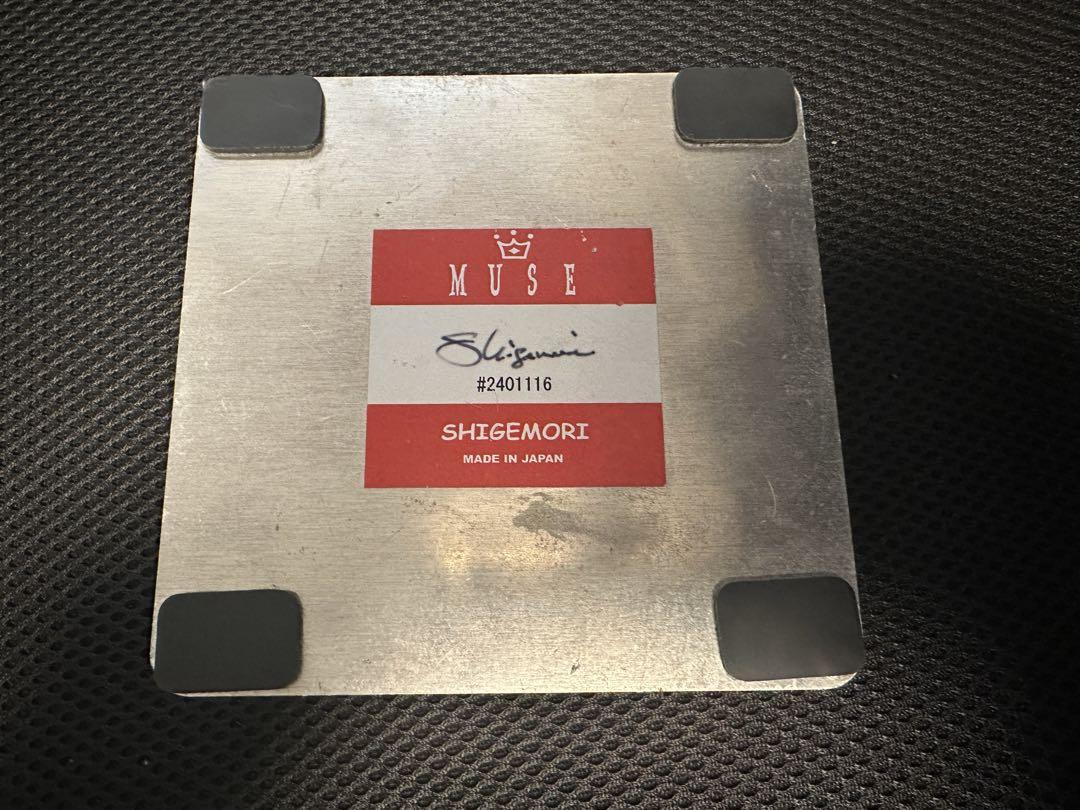 MUSE
Shigemori
#2401116
SHIGEMORI
MADE IN JAPAN